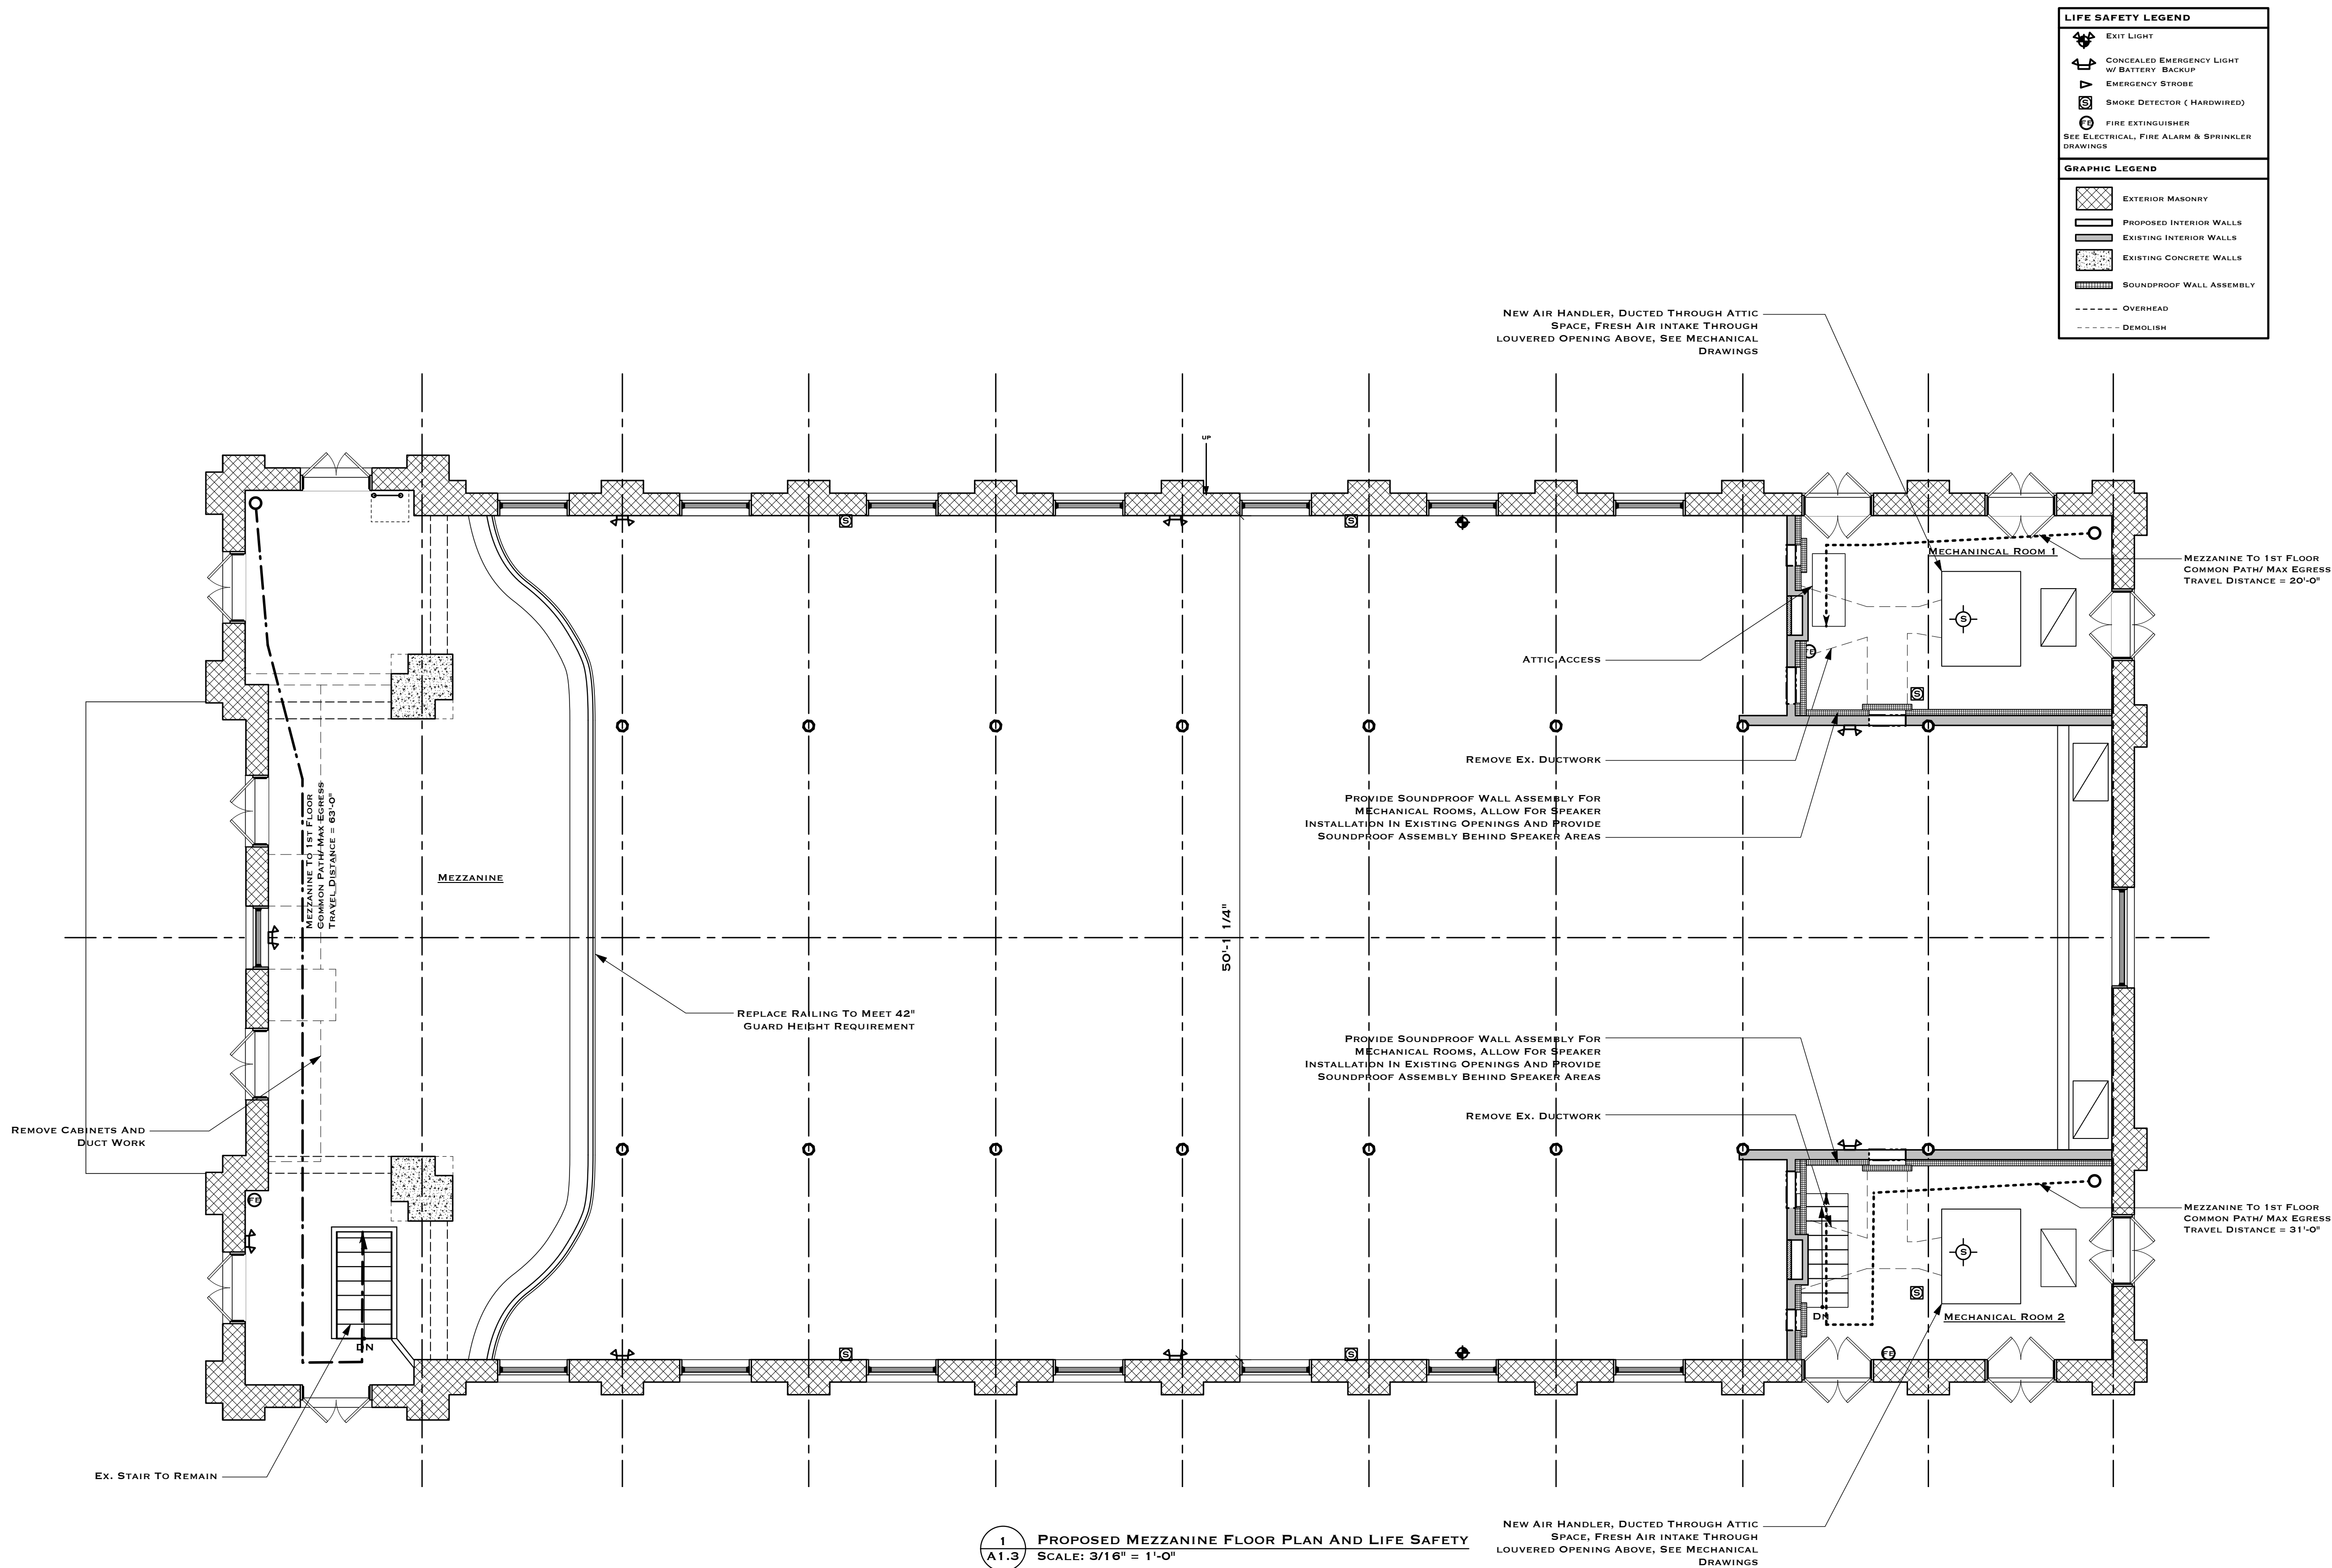 LIFE SAFETY LEGEND
EXIT LIGHT
CONCEALED EMERGENCY LIGHT
W/ BATTERY BACKUP
EMERGENCY STROBE
S
SMOKE DETECTOR ( HARDWIRED)
FE
FIRE EXTINGUISHER
SEE ELECTRICAL, FIRE ALARM & SPRINKLER
DRAWINGS
GRAPHIC LEGEND
EXTERIOR MASONRY
PROPOSED INTERIOR WALLS
EXISTING INTERIOR WALLS
EXISTING CONCRETE WALLS
SOUNDPROOF WALL ASSEMBLY
OVERHEAD
DEMOLISH
NEW AIR HANDLER, DUCTED THROUGH ATTIC
SPACE, FRESH AIR INTAKE THROUGH
LOUVERED OPENING ABOVE, SEE MECHANICAL
DRAWINGS
UP
S
S
MECHANINCAL ROOM 1
MEZZANINE TO 1ST FLOOR
COMMON PATH/ MAX EGRESS
TRAVEL DISTANCE = 20'-0"
S
ATTIC ACCESS
FE
S
REMOVE EX. DUCTWORK
PROVIDE SOUNDPROOF WALL ASSEMBLY FOR
MECHANICAL ROOMS, ALLOW FOR SPEAKER
INSTALLATION IN EXISTING OPENINGS AND PROVIDE
SOUNDPROOF ASSEMBLY BEHIND SPEAKER AREAS
MEZZANINE TO 1ST FLOOR
COMMON PATH/ MAX EGRESS
TRAVEL DISTANCE = 63'-0"
MEZZANINE
50'-1 1/4"
REPLACE RAILING TO MEET 42"
GUARD HEIGHT REQUIREMENT
PROVIDE SOUNDPROOF WALL ASSEMBLY FOR
MECHANICAL ROOMS, ALLOW FOR SPEAKER
INSTALLATION IN EXISTING OPENINGS AND PROVIDE
SOUNDPROOF ASSEMBLY BEHIND SPEAKER AREAS
REMOVE EX. DUCTWORK
REMOVE CABINETS AND
DUCT WORK
FE
MEZZANINE TO 1ST FLOOR
COMMON PATH/ MAX EGRESS
TRAVEL DISTANCE = 31'-0"
S
S
DN
MECHANICAL ROOM 2
DN
S
S
FE
EX. STAIR TO REMAIN
1
A1.3
PROPOSED MEZZANINE FLOOR PLAN AND LIFE SAFETY
SCALE: 3/16" = 1'-0"
NEW AIR HANDLER, DUCTED THROUGH ATTIC
SPACE, FRESH AIR INTAKE THROUGH
LOUVERED OPENING ABOVE, SEE MECHANICAL
DRAWINGS